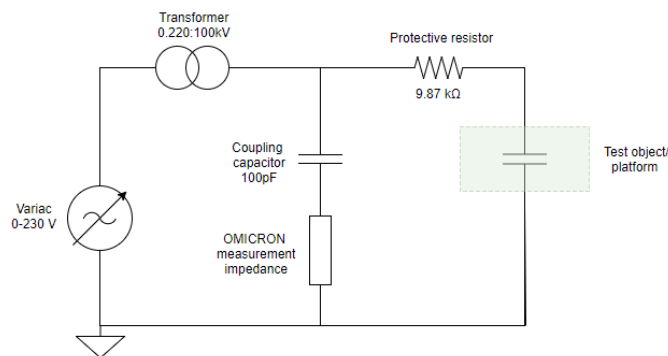 Transformer
0.220:100kV
Protective resistor
9.87 kΩ
Coupling
capacitor
100pF
Test object/
platform
Variac
0-230 V
OMICRON
measurement
impedance